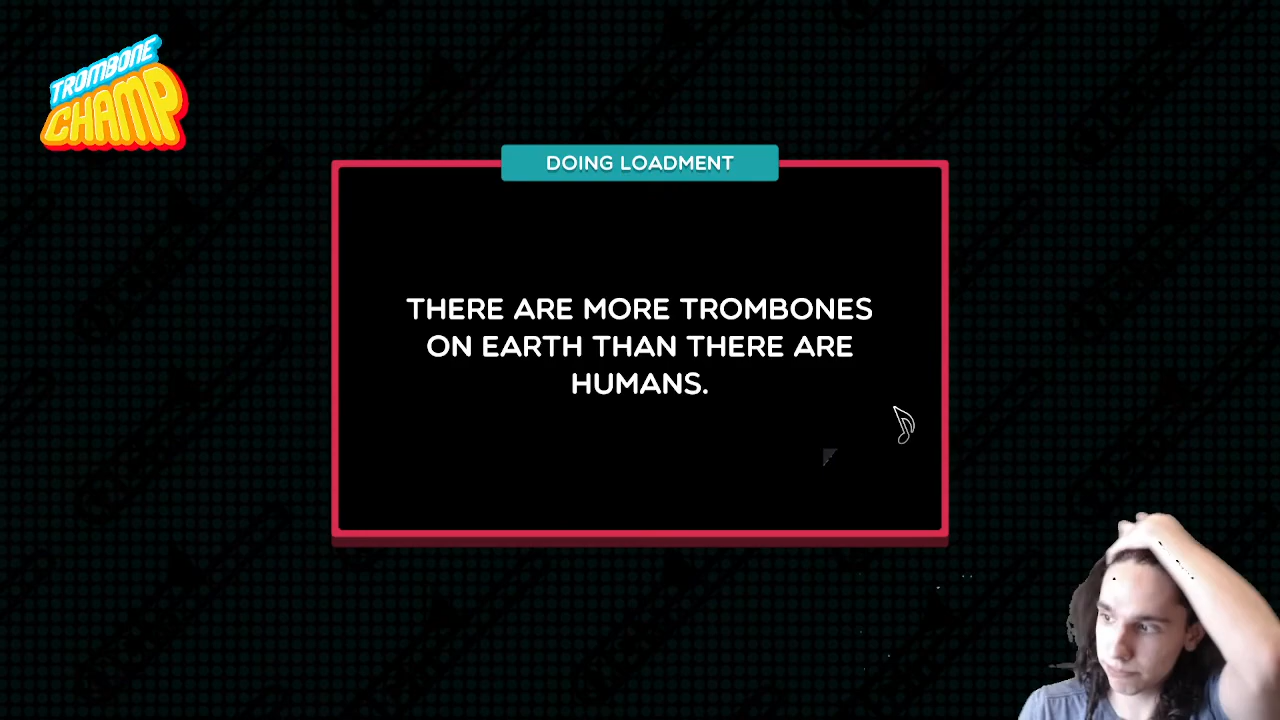 TROMBONE
CHAMP
DOING LOADMENT
THERE ARE MORE TROMBONES
ON EARTH THAN THERE ARE
HUMANS.